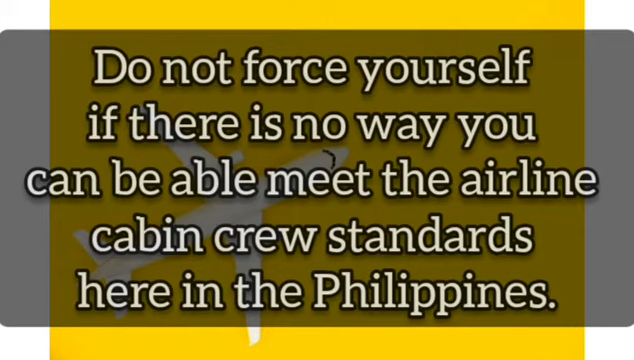 Do not force yourself
if there is no way you
can be able meet the airline
cabin crew standards
here in the Philippines.